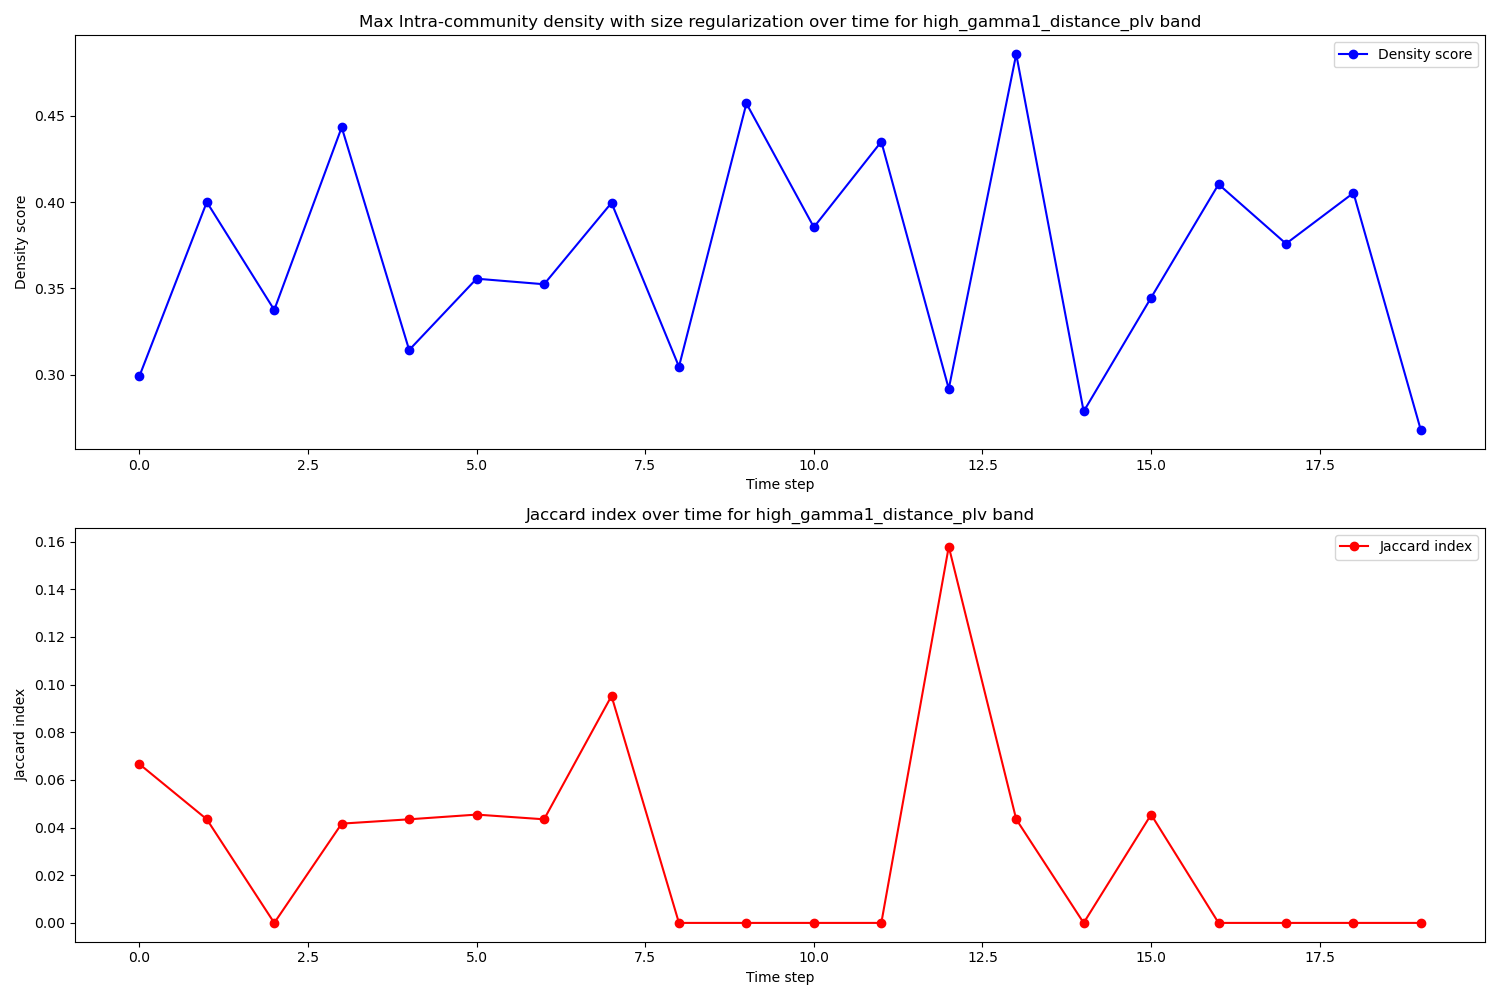 Max Intra-community density with size regularization over time for high_gamma1_distance_plv band
Density score
0.45
0.40
0.35
0.30
Density score
0.0 2.5 5.0 7.5 10.0 12.5 15.0 17.5
Time step
Jaccard index over time for high_gamma1_distance_plv band
Jaccard index
0.16
0.14
0.12
0.10
0.08
0.06
0.04
0.02
0.00
Jaccard index
0.0 2.5 5.0 7.5 10.0 12.5 15.0 17.5
Time step